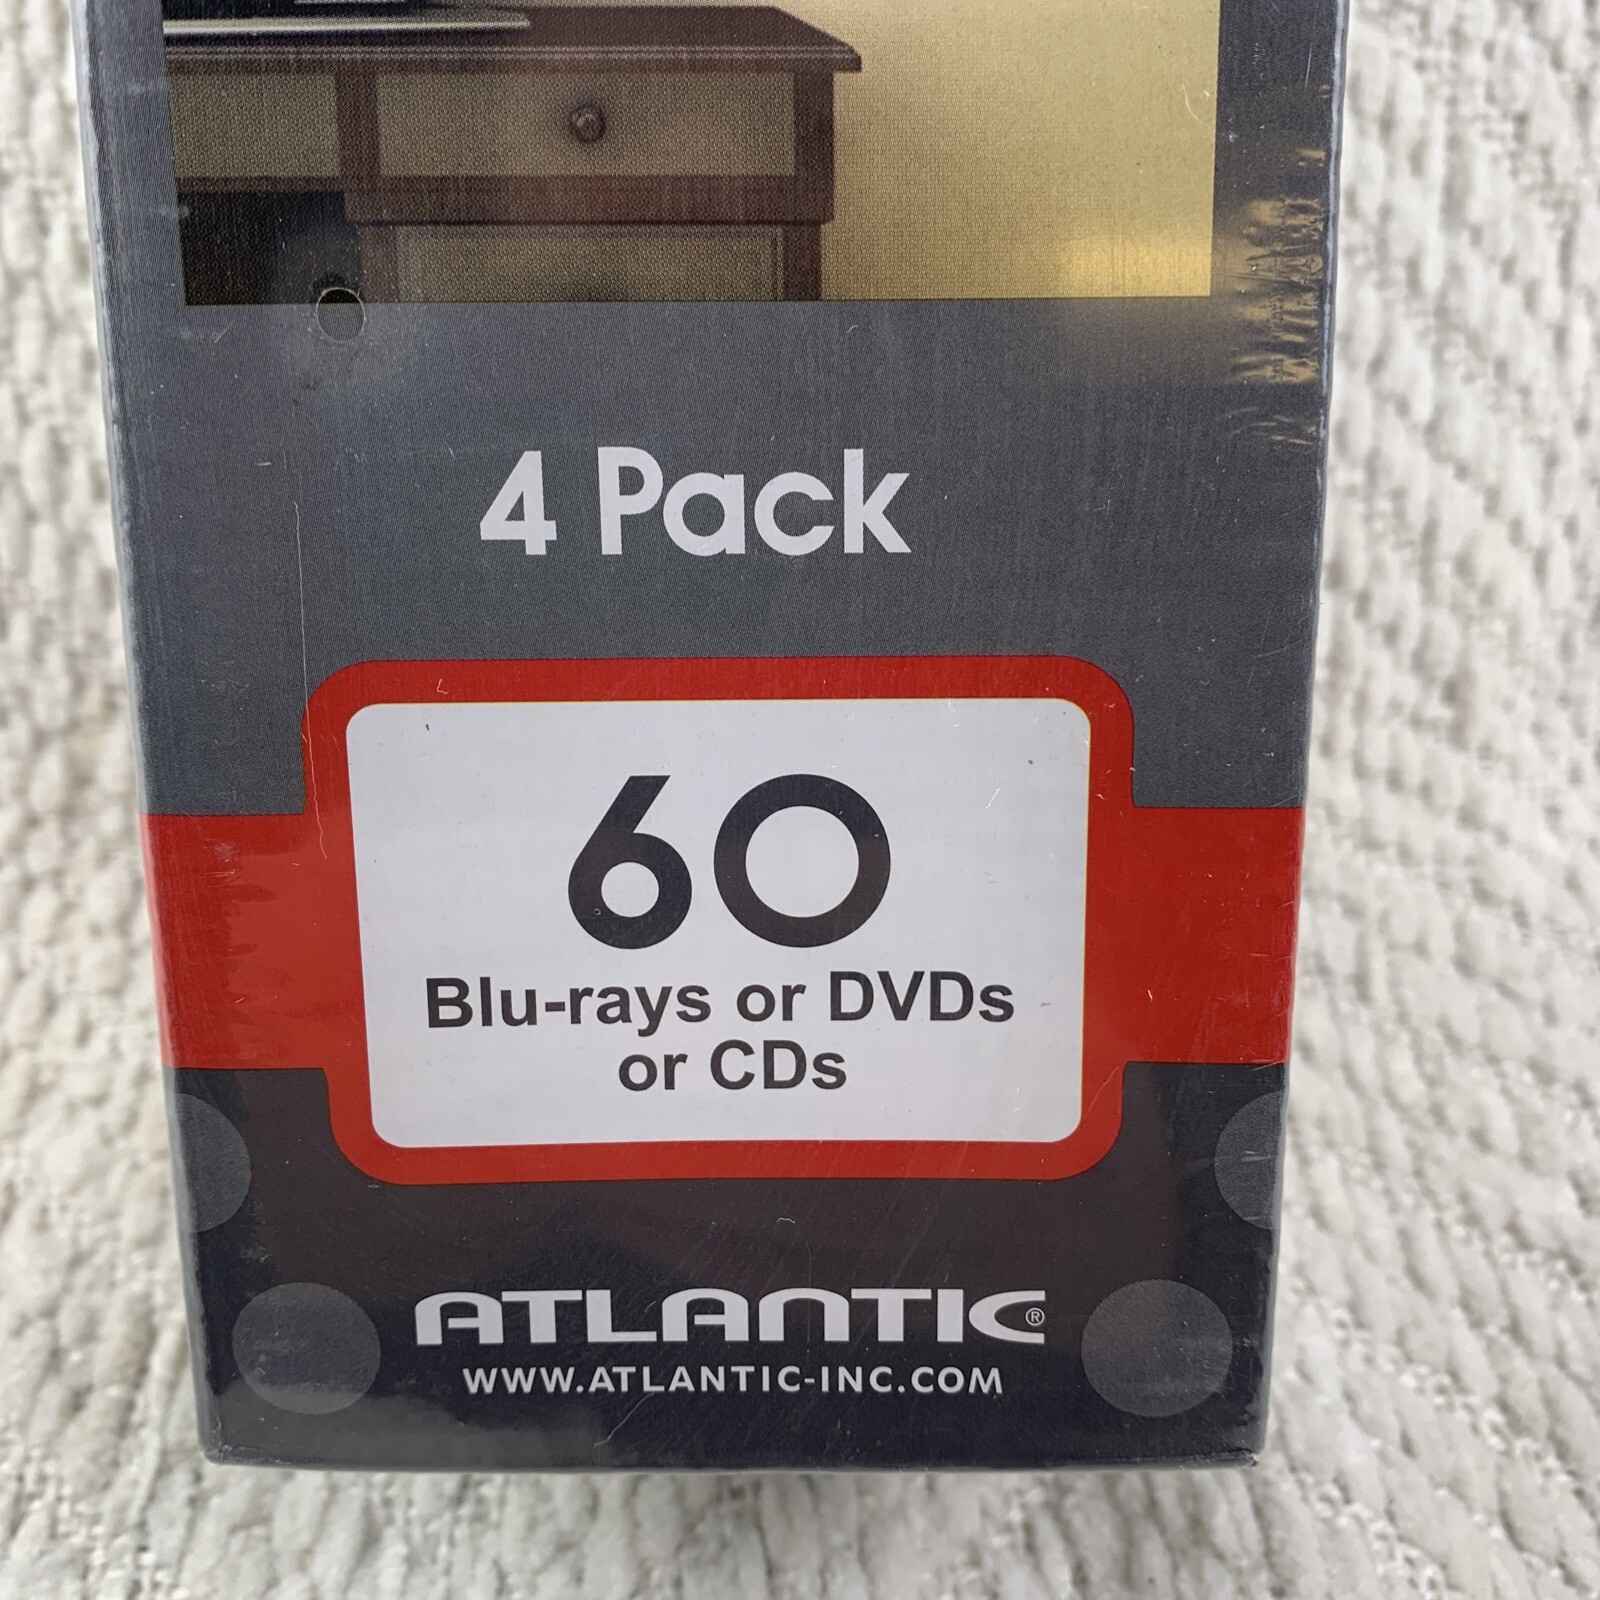 4 Pack
60
Blu-rays or DVDs
or CDs
ATLANTIC®
WWW.ATLANTIC-INC.COM